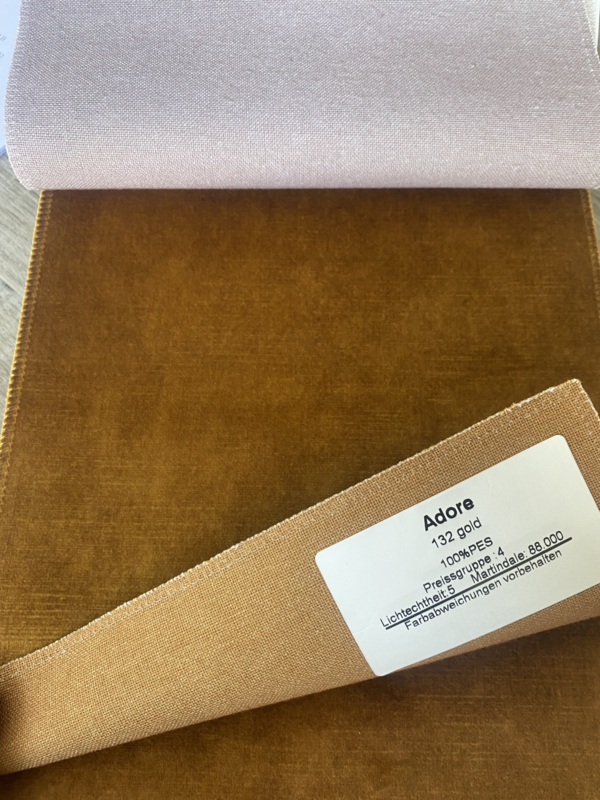 Adore
132 gold
100%PES
Preissgruppe :4
Lichtechtheit:5 Martindale: 88.000
Farbabweichungen vorbehalten